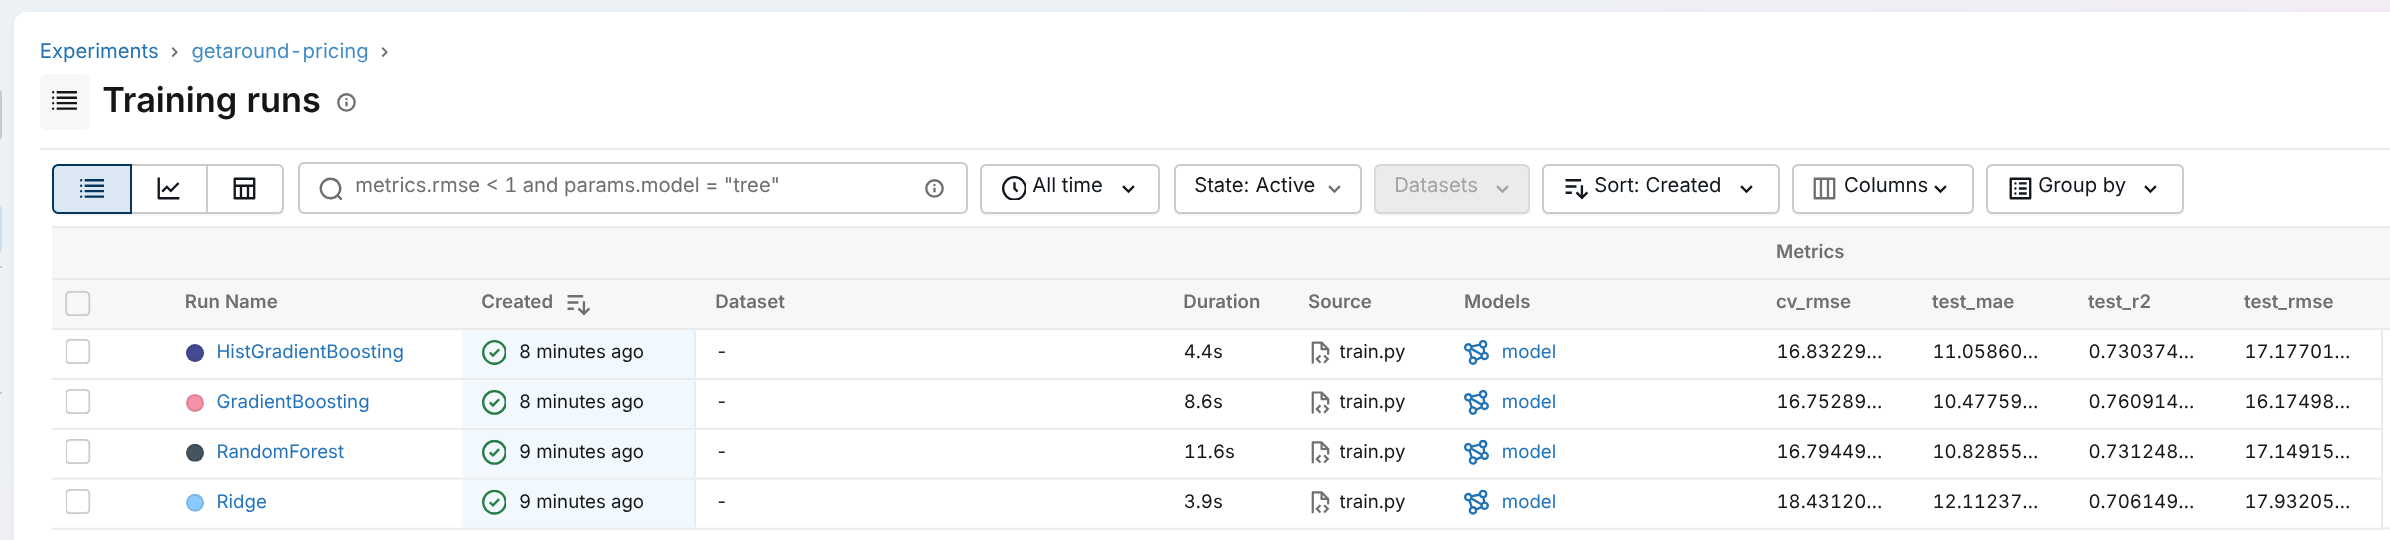 Experiments > getaround-pricing >
Training runs
metrics.rmse < 1 and params.model = "tree" All time State: Active Datasets Sort: Created Columns Group by
Metrics
Run Name Created Dataset Duration Source Models cv_rmse test_mae test_r2 test_rmse
HistGradientBoosting 8 minutes ago - 4.4s train.py model 16.83229... 11.05860... 0.730374... 17.17701...
GradientBoosting 8 minutes ago - 8.6s train.py model 16.75289... 10.47759... 0.760914... 16.17498...
RandomForest 9 minutes ago - 11.6s train.py model 16.79449... 10.82855... 0.731248... 17.14915...
Ridge 9 minutes ago - 3.9s train.py model 18.43120... 12.11237... 0.706149... 17.93205...